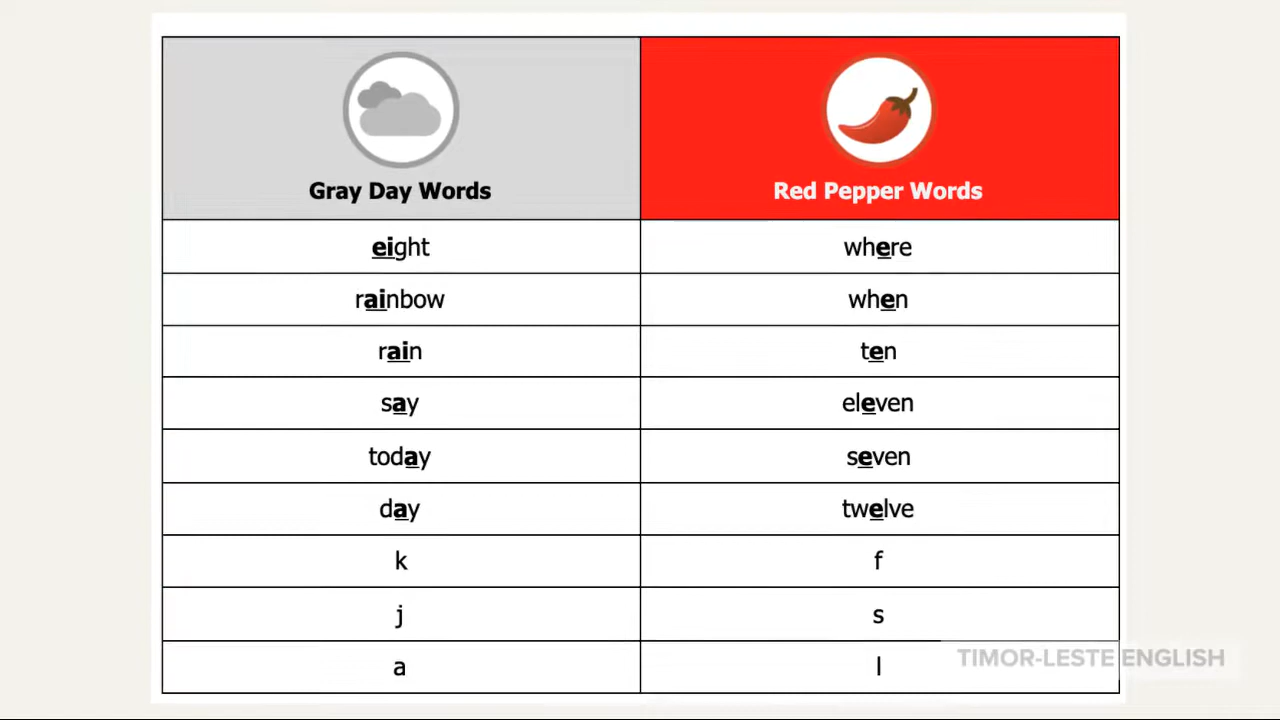 Gray Day Words Red Pepper Words
eight where
rainbow when
rain ten
say eleven
today seven
day twelve
k f
j s
a l
TIMOR-LESTE ENGLISH